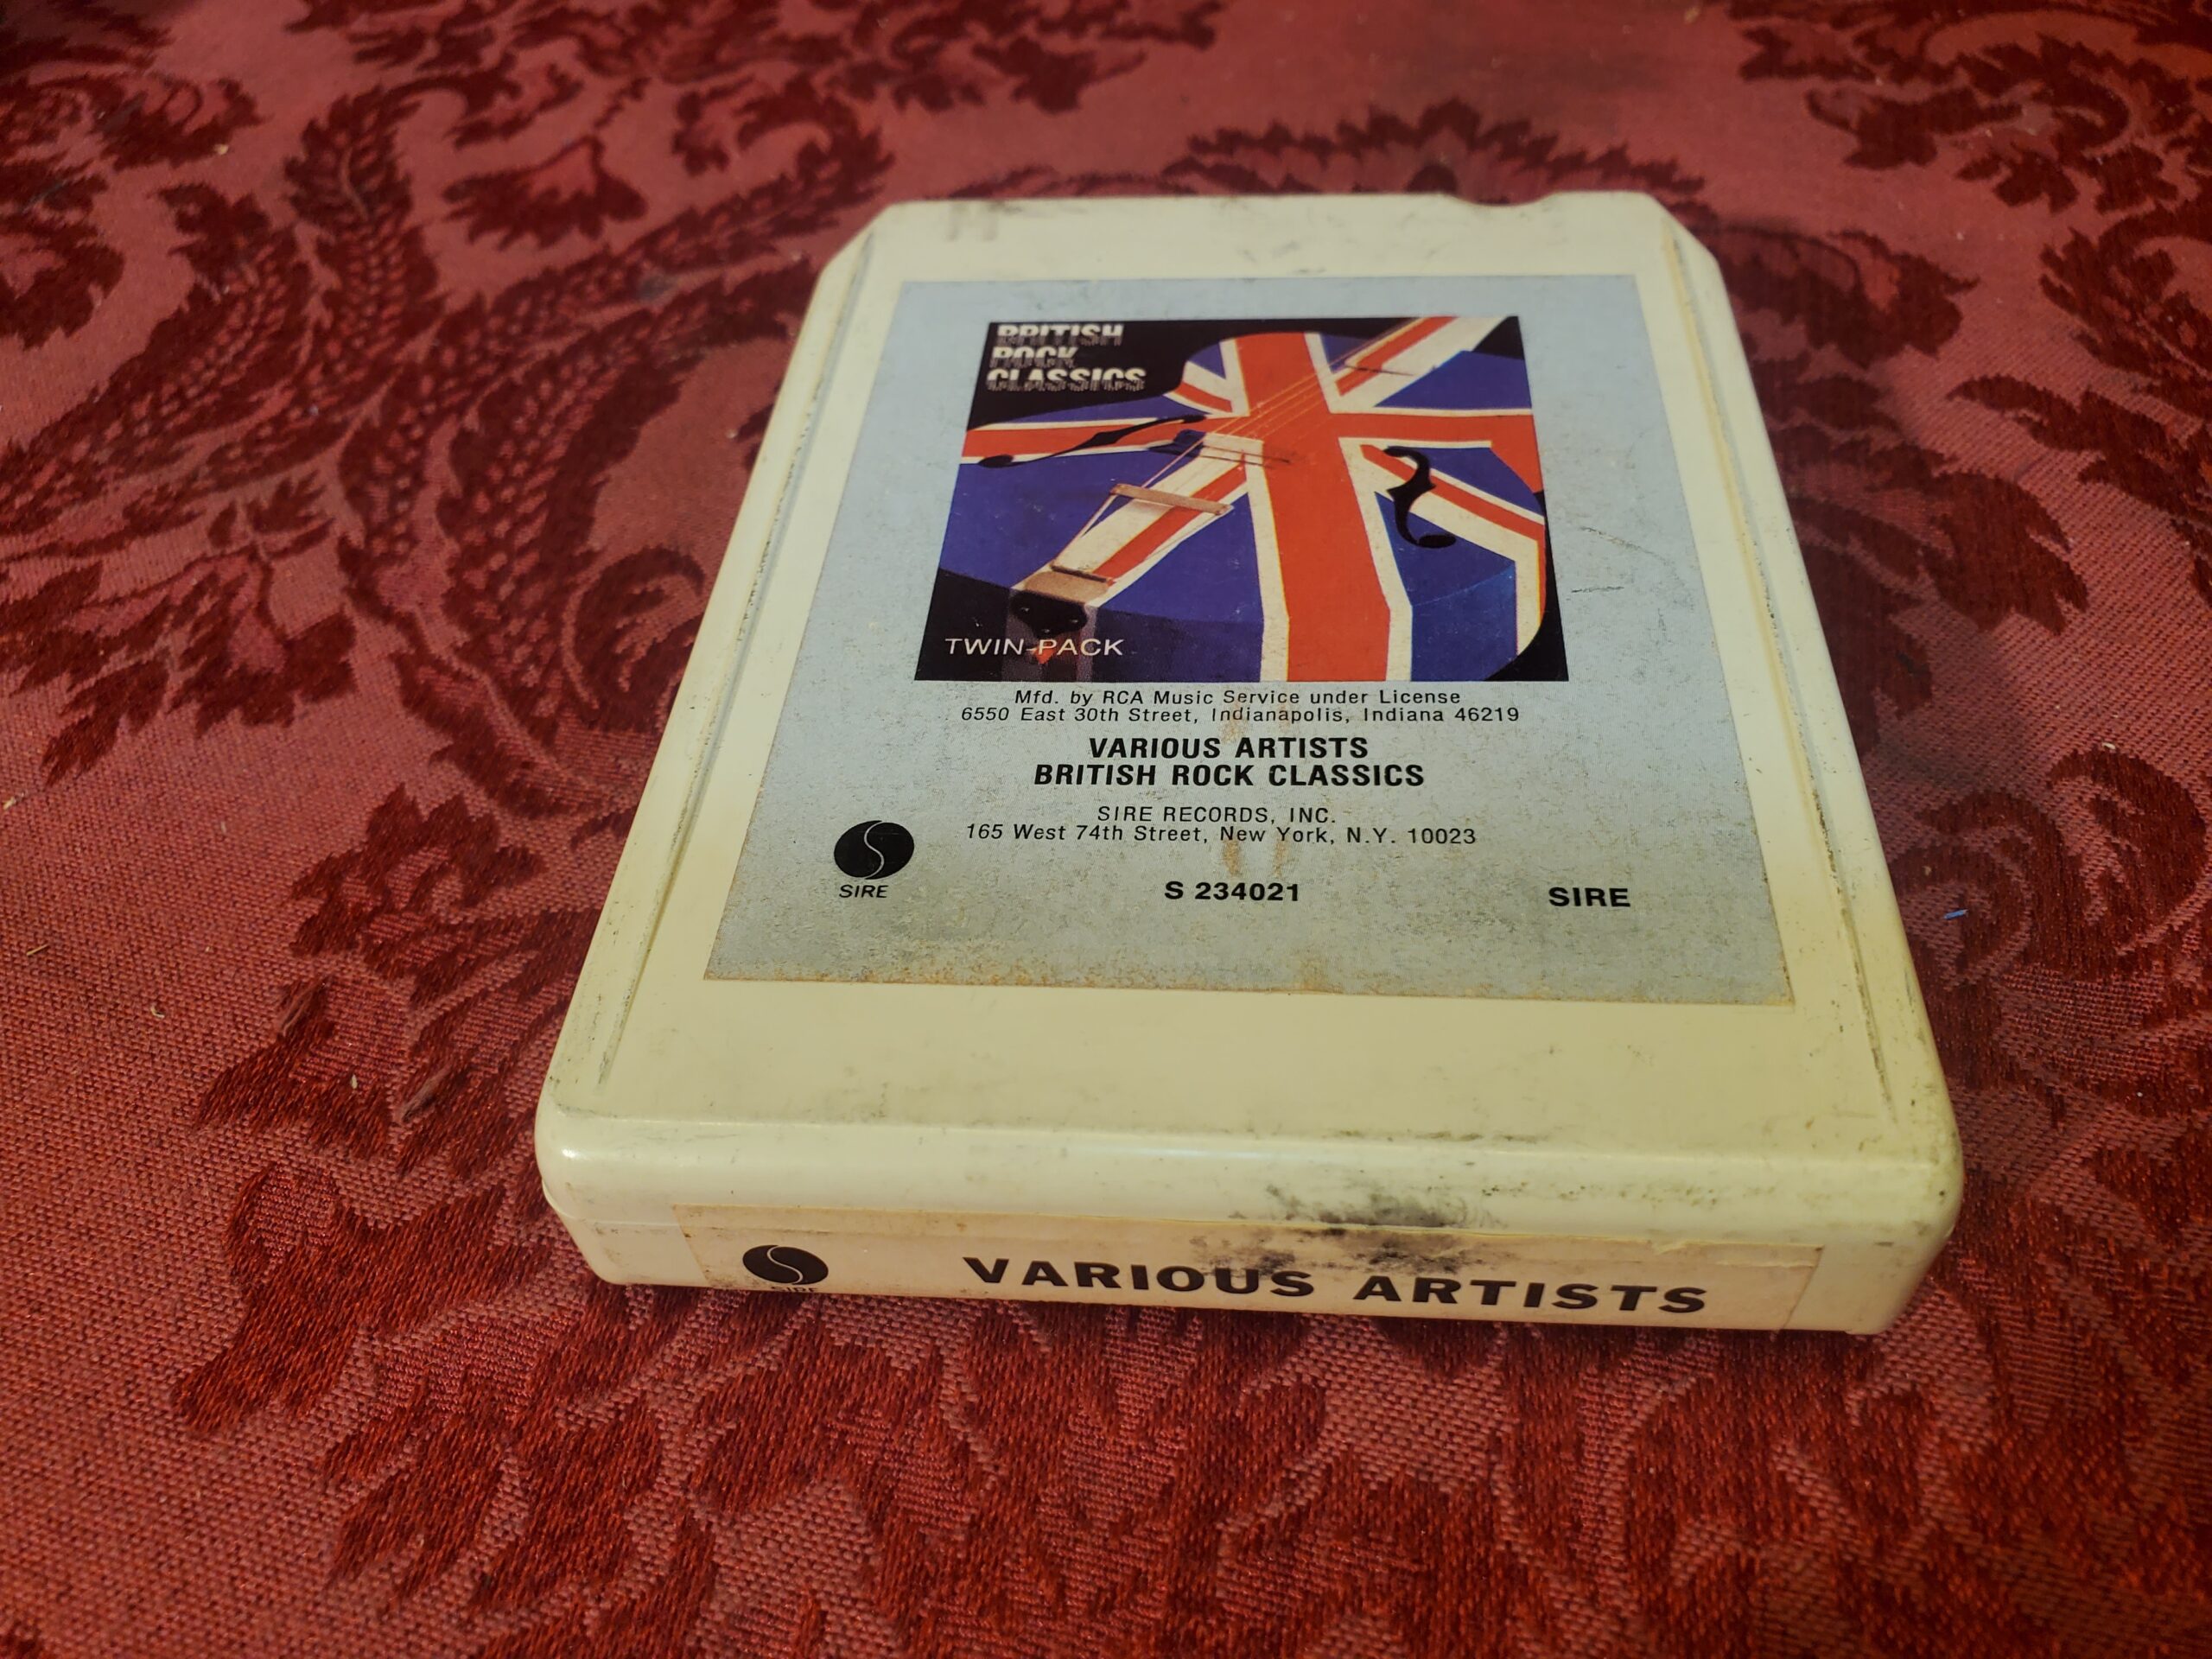 BRITISH
ROCK
CLASSICS
TWIN-PACK
Mfd. by RCA Music Service under License
6550 East 30th Street, Indianapolis, Indiana 46219
VARIOUS ARTISTS
BRITISH ROCK CLASSICS
SIRE RECORDS, INC.
165 West 74th Street, New York, N.Y. 10023
SIRE
S 234021
SIRE
SIRE
VARIOUS ARTISTS